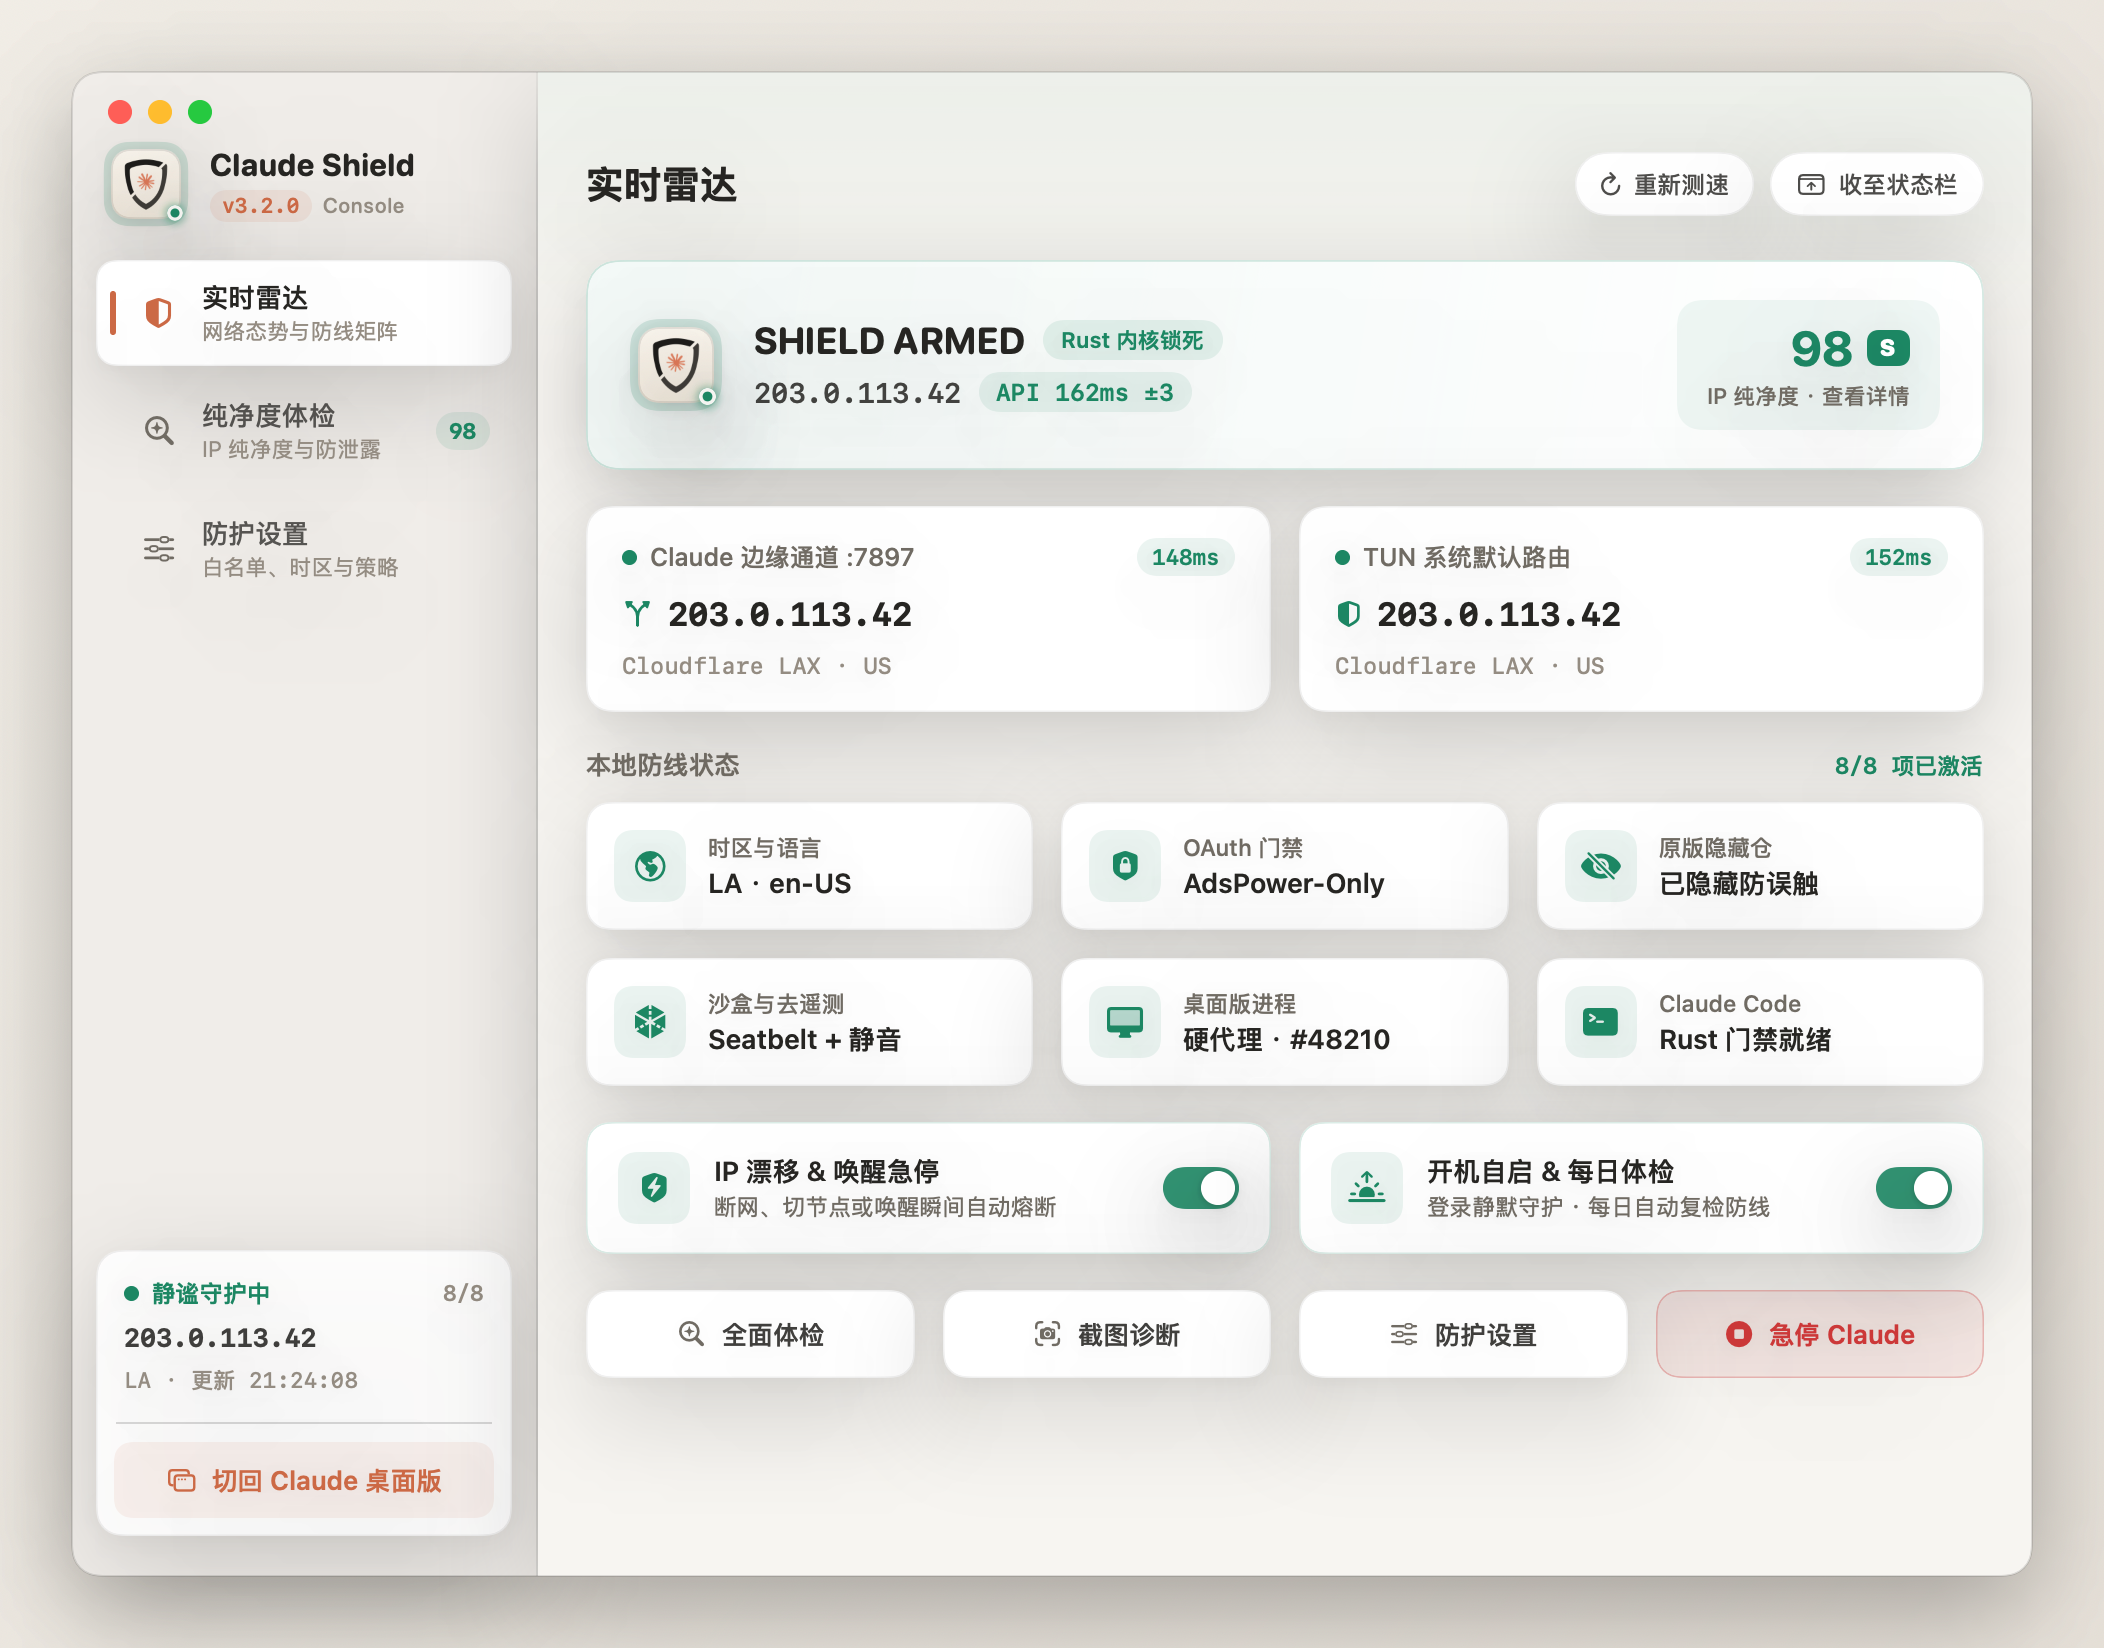 Claude Shield
v3.2.0 Console
实时雷达
网络态势与防线矩阵
纯净度体检
IP 纯净度与防泄露
98
防护设置
白名单、时区与策略
静谧守护中 8/8
203.0.113.42
LA · 更新 21:24:08
切回 Claude 桌面版
实时雷达
重新测速
收至状态栏
SHIELD ARMED Rust 内核锁死
203.0.113.42 API 162ms ±3
98 S
IP 纯净度 · 查看详情
Claude 边缘通道 :7897 148ms
203.0.113.42
Cloudflare LAX · US
TUN 系统默认路由 152ms
203.0.113.42
Cloudflare LAX · US
本地防线状态 8/8 项已激活
时区与语言
LA · en-US
OAuth 门禁
AdsPower-Only
原版隐藏仓
已隐藏防误触
沙盒与去遥测
Seatbelt + 静音
桌面版进程
硬代理 · #48210
Claude Code
Rust 门禁就绪
IP 漂移 & 唤醒急停
断网、切节点或唤醒瞬间自动熔断
开机自启 & 每日体检
登录静默守护 · 每日自动复检防线
全面体检
截图诊断
防护设置
急停 Claude